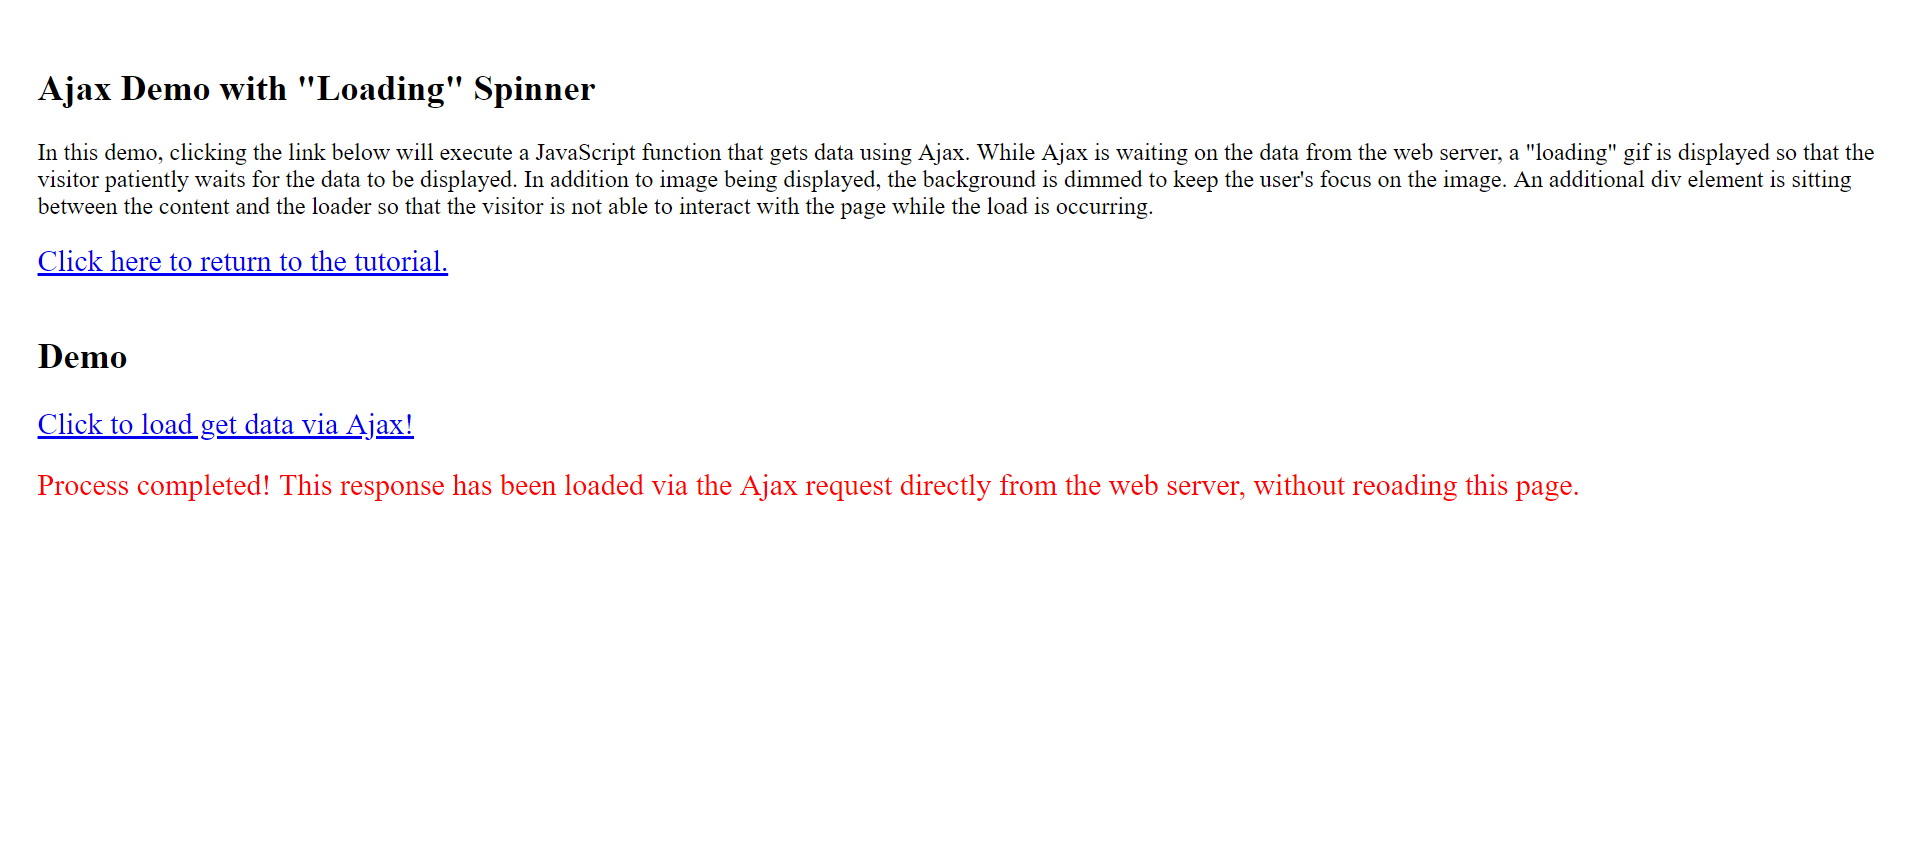 Ajax Demo with "Loading" Spinner
In this demo, clicking the link below will execute a JavaScript function that gets data using Ajax. While Ajax is waiting on the data from the web server, a "loading" gif is displayed so that the
visitor patiently waits for the data to be displayed. In addition to image being displayed, the background is dimmed to keep the user's focus on the image. An additional div element is sitting
between the content and the loader so that the visitor is not able to interact with the page while the load is occurring.
Click here to return to the tutorial.
Demo
Click to load get data via Ajax!
Process completed! This response has been loaded via the Ajax request directly from the web server, without reoading this page.